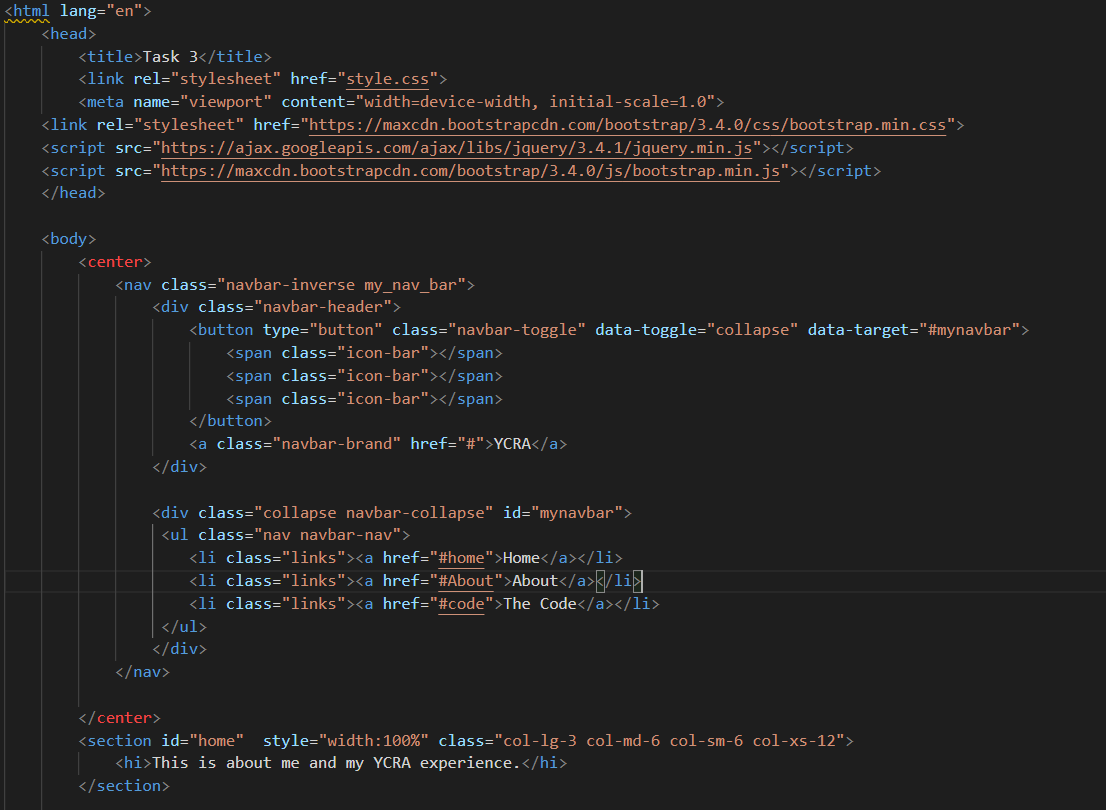 <html lang="en">
<head>
<title>Task 3</title>
<link rel="stylesheet" href="style.css">
<meta name="viewport" content="width=device-width, initial-scale=1.0">
<link rel="stylesheet" href="https://maxcdn.bootstrapcdn.com/bootstrap/3.4.0/css/bootstrap.min.css">
<script src="https://ajax.googleapis.com/ajax/libs/jquery/3.4.1/jquery.min.js"></script>
<script src="https://maxcdn.bootstrapcdn.com/bootstrap/3.4.0/js/bootstrap.min.js"></script>
</head>
<body>
<center>
<nav class="navbar-inverse my_nav_bar">
<div class="navbar-header">
<button type="button" class="navbar-toggle" data-toggle="collapse" data-target="#mynavbar">
<span class="icon-bar"></span>
<span class="icon-bar"></span>
<span class="icon-bar"></span>
</button>
<a class="navbar-brand" href="#">YCRA</a>
</div>
<div class="collapse navbar-collapse" id="mynavbar">
<ul class="nav navbar-nav">
<li class="links"><a href="#home">Home</a></li>
<li class="links"><a href="#About">About</a></li>
<li class="links"><a href="#code">The Code</a></li>
</ul>
</div>
</nav>
</center>
<section id="home"  style="width:100%" class="col-lg-3 col-md-6 col-sm-6 col-xs-12">
<hi>This is about me and my YCRA experience.</hi>
</section>